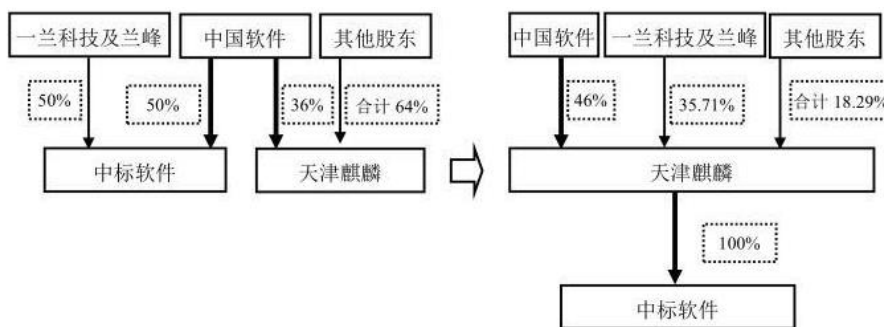 一兰科技及兰峰
中国软件
其他股东
50%
50%
36%
合计 64%
中标软件
天津麒麟
中国软件
一兰科技及兰峰
其他股东
46%
35.71%
合计 18.29%
天津麒麟
100%
中标软件